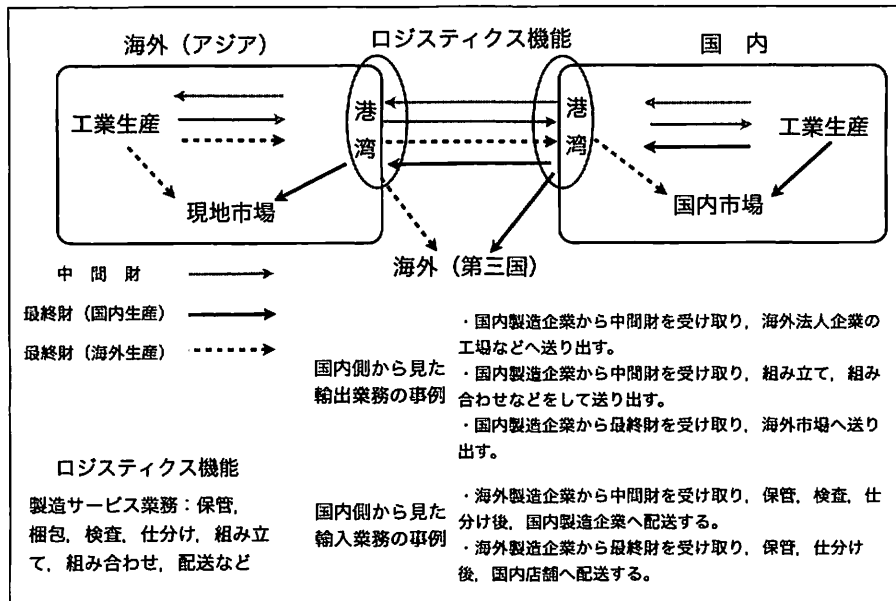 海外（アジア）
ロジスティクス機能
国　内
工業生産
港
湾
港
湾
工業生産
現地市場
国内市場
海外（第三国）
中　間　財
最終財（国内生産）
最終財（海外生産）
国内側から見た
輸出業務の事例
・国内製造企業から中間財を受け取り，海外法人企業の
工場などへ送り出す。
・国内製造企業から中間財を受け取り，組み立て，組み
合わせなどをして送り出す。
・国内製造企業から最終財を受け取り，海外市場へ送り
出す。
ロジスティクス機能
製造サービス業務：保管，
梱包，検査，仕分け，組み立
て，組み合わせ，配送など
国内側から見た
輸入業務の事例
・海外製造企業から中間財を受け取り，保管，検査，仕
分け後，国内製造企業へ配送する。
・海外製造企業から最終財を受け取り，保管，仕分け
後，国内店舗へ配送する。